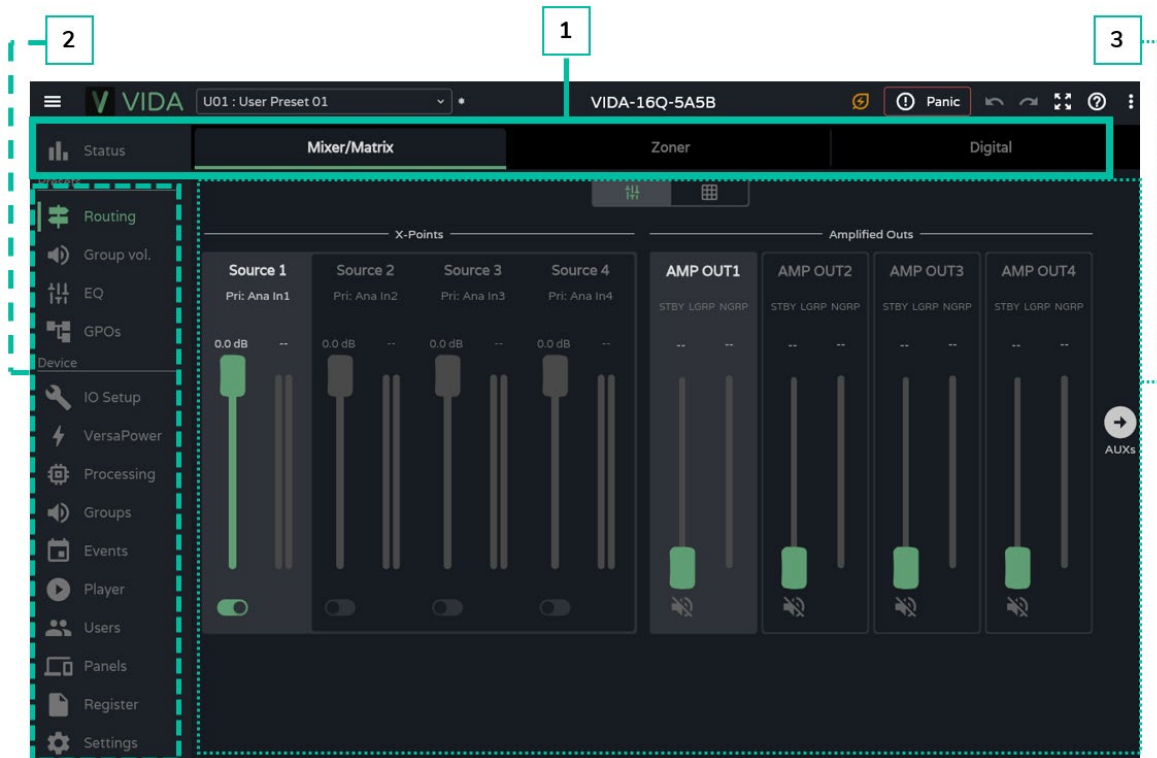 2
1
3
VIDA
U01 : User Preset 01
VIDA-16Q-5A5B
Panic
Status
Mixer/Matrix
Zoner
Digital
Presets
Routing
Group vol.
EQ
GPOs
Device
IO Setup
VersaPower
Processing
Groups
Events
Player
Users
Panels
Register
Settings
X-Points
Amplified Outs
Source 1 Source 2 Source 3 Source 4
AMP OUT1 AMP OUT2 AMP OUT3 AMP OUT4
Pri: Ana In1 Pri: Ana In2 Pri: Ana In3 Pri: Ana In4
STBY LGRP NGRP STBY LGRP NGRP STBY LGRP NGRP STBY LGRP NGRP
0.0 dB -- 0.0 dB -- 0.0 dB -- 0.0 dB --
-- -- -- -- -- -- -- --
AUXs